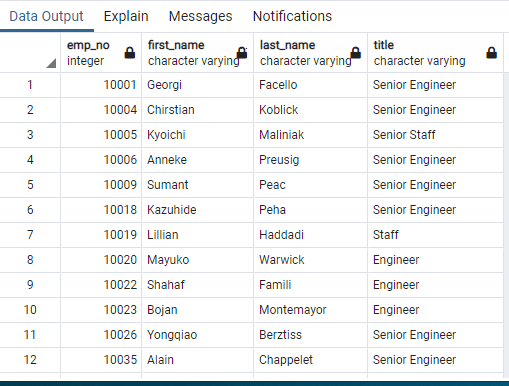 Data Output Explain Messages Notifications
emp_no first_name last_name title
integer character varying character varying character varying
1 10001 Georgi Facello Senior Engineer
2 10004 Chirstian Koblick Senior Engineer
3 10005 Kyoichi Maliniak Senior Staff
4 10006 Anneke Preusig Senior Engineer
5 10009 Sumant Peac Senior Engineer
6 10018 Kazuhide Peha Senior Engineer
7 10019 Lillian Haddadi Staff
8 10020 Mayuko Warwick Engineer
9 10022 Shahaf Famili Engineer
10 10023 Bojan Montemayor Engineer
11 10026 Yongqiao Berztiss Senior Engineer
12 10035 Alain Chappelet Senior Engineer